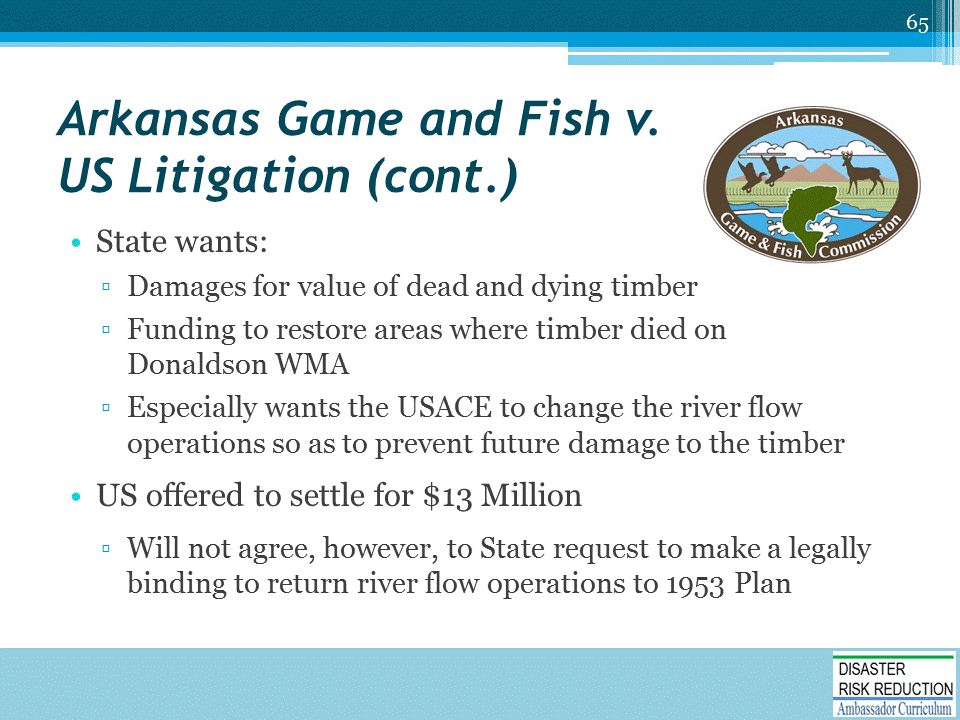 65
Arkansas Game and Fish v.
US Litigation (cont.)
Arkansas
Game & Fish Commission
• State wants:
▫ Damages for value of dead and dying timber
▫ Funding to restore areas where timber died on
Donaldson WMA
▫ Especially wants the USACE to change the river flow
operations so as to prevent future damage to the timber
• US offered to settle for $13 Million
▫ Will not agree, however, to State request to make a legally
binding to return river flow operations to 1953 Plan
DISASTER
RISK REDUCTION
Ambassador Curriculum